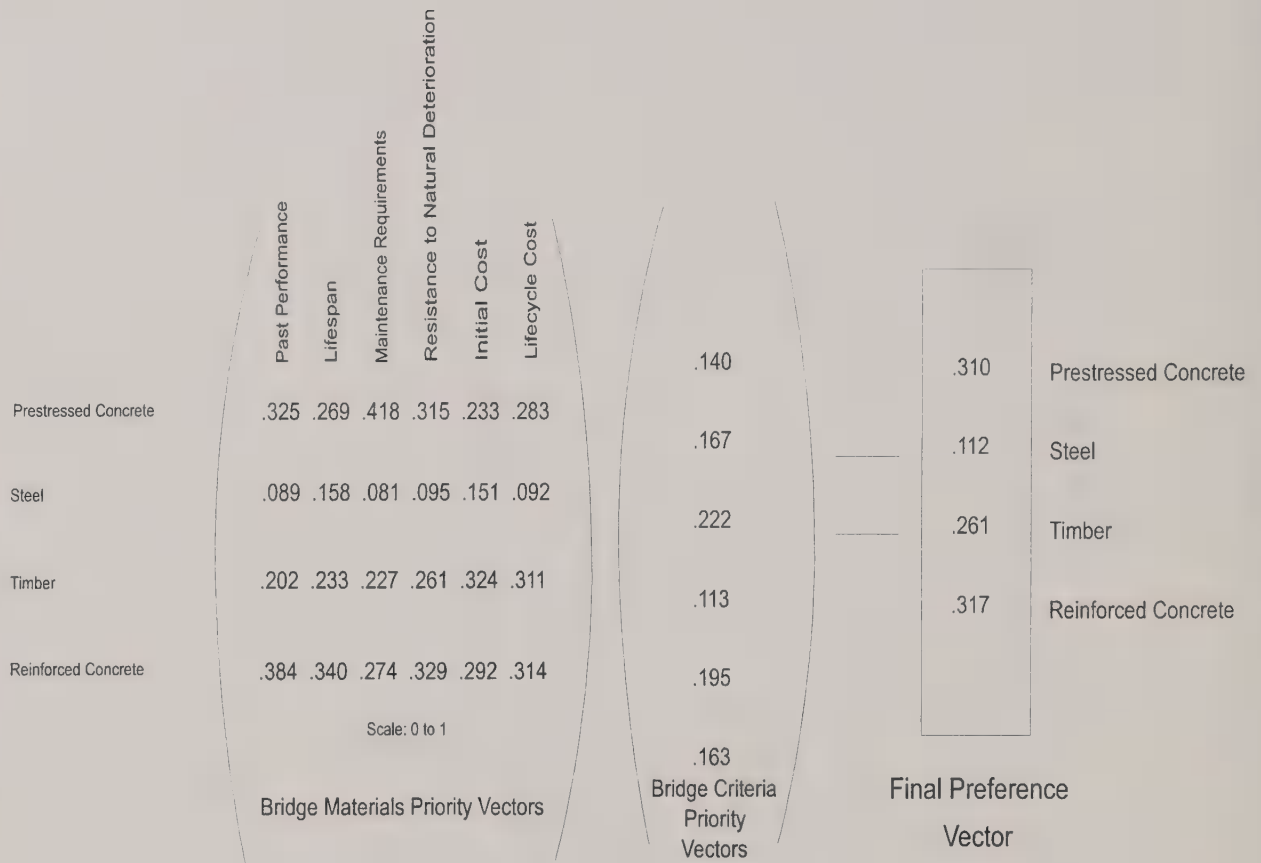 Past Performance
Lifespan
Maintenance Requirements
Resistance to Natural Deterioration
Initial Cost
Lifecycle Cost
Prestressed Concrete .325 .269 .418 .315 .233 .283
Steel .089 .158 .081 .095 .151 .092
Timber .202 .233 .227 .261 .324 .311
Reinforced Concrete .384 .340 .274 .329 .292 .314
Scale: 0 to 1
Bridge Materials Priority Vectors
.140
.167
.222
.113
.195
.163
Bridge Criteria
Priority
Vectors
.310 Prestressed Concrete
.112 Steel
.261 Timber
.317 Reinforced Concrete
Final Preference
Vector